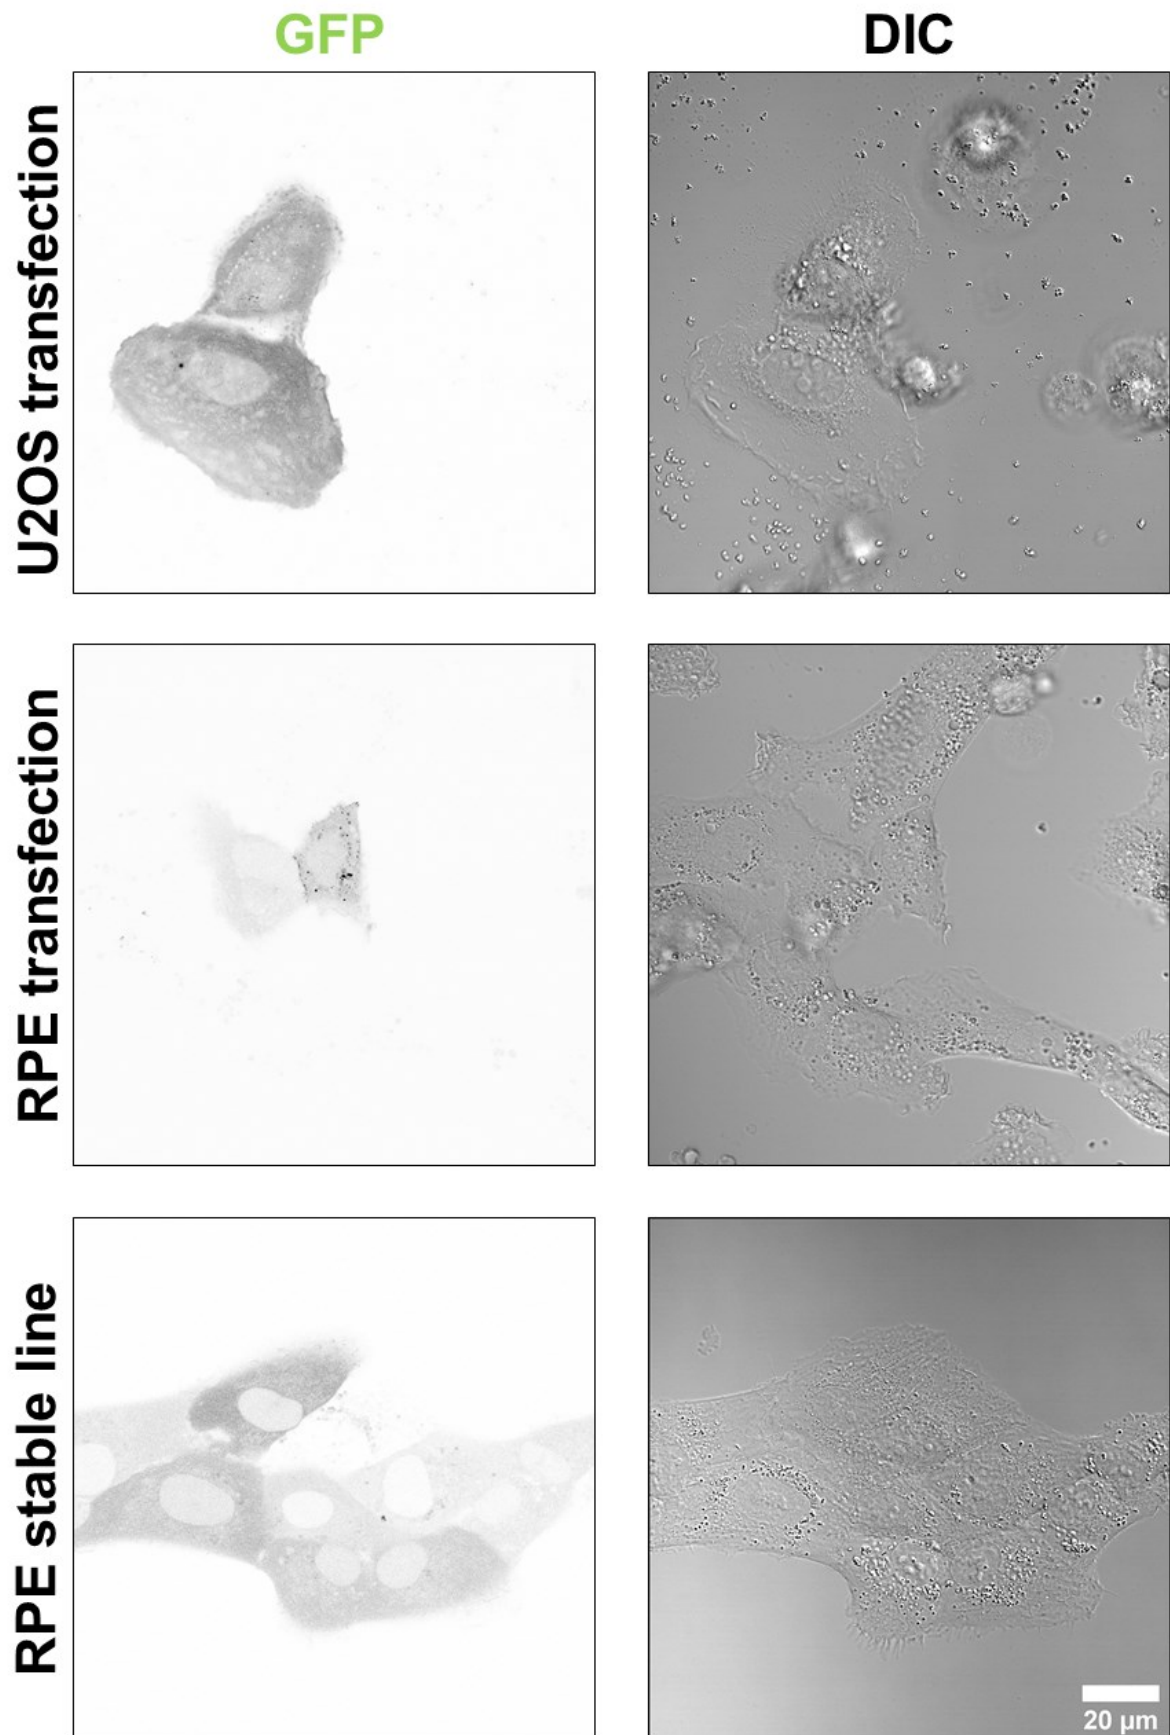 GFP
DIC
U2OS transfection
RPE transfection
RPE stable line
20 µm